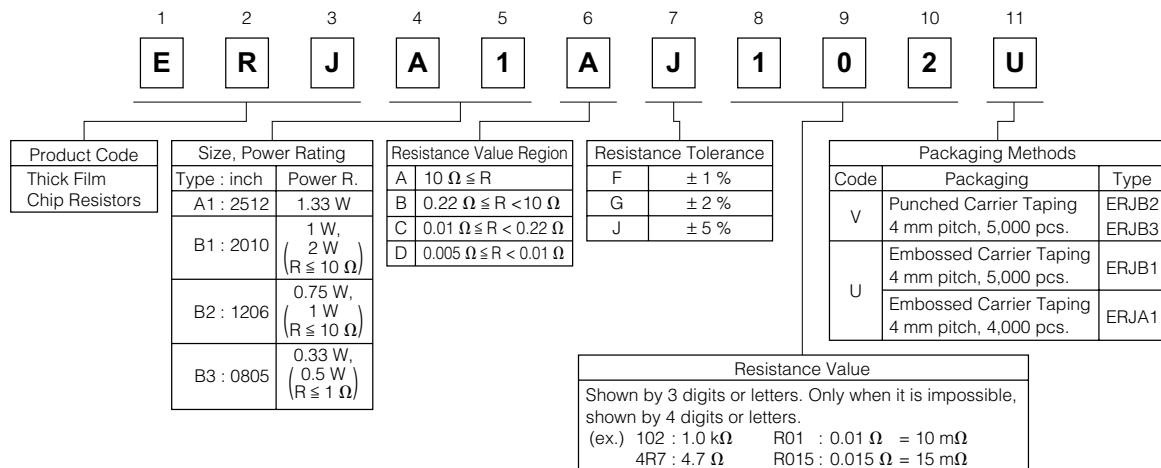 1 2 3 4 5 6 7 8 9 10 11
E R J A 1 A J 1 0 2 U
Product Code
Thick Film
Chip Resistors
Size, Power Rating
Type : inch Power R.
A1 : 2512 1.33 W
B1 : 2010 1 W,
( 2 W
R ≦ 10 Ω)
B2 : 1206 0.75 W,
( 1 W
R ≦ 10 Ω)
B3 : 0805 0.33 W,
( 0.5 W
R ≦ 1 Ω)
Resistance Value Region
A 10 Ω ≦ R
B 0.22 Ω ≦ R <10 Ω
C 0.01 Ω ≦ R < 0.22 Ω
D 0.005 Ω ≦ R < 0.01 Ω
Resistance Tolerance
F ± 1 %
G ± 2 %
J ± 5 %
Packaging Methods
Code Packaging Type
V Punched Carrier Taping ERJB2
4 mm pitch, 5,000 pcs. ERJB3
U Embossed Carrier Taping
4 mm pitch, 5,000 pcs. ERJB1
Embossed Carrier Taping
4 mm pitch, 4,000 pcs. ERJA1
Resistance Value
Shown by 3 digits or letters. Only when it is impossible,
shown by 4 digits or letters.
(ex.) 102 : 1.0 kΩ R01 : 0.01 Ω = 10 mΩ
4R7 : 4.7 Ω R015 : 0.015 Ω = 15 mΩ